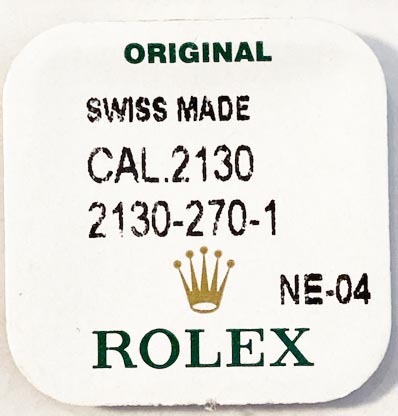 ORIGINAL
SWISS MADE
CAL.2130
2130-270-1
NE-04
ROLEX